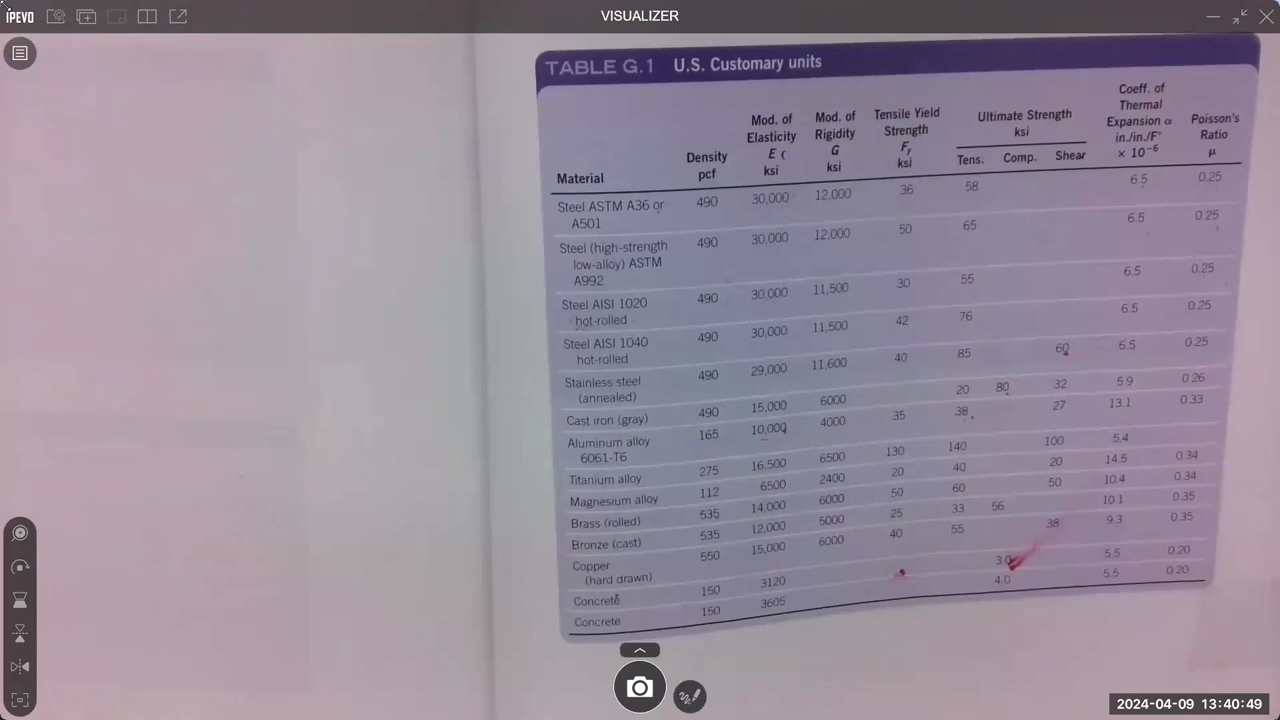 iPEVO
VISUALIZER
TABLE G.1 U.S. Customary units
Material
Density
pcf
Mod. of
Elasticity
E (
ksi
Mod. of
Rigidity
G
ksi
Tensile Yield
Strength
Fy
ksi
Ultimate Strength
ksi
Tens. Comp. Shear
Coeff. of
Thermal
Expansion α
in./in./F°
× 10⁻⁶
Poisson's
Ratio
μ
Steel ASTM A36 or 490 30,000 12,000 36 58 6.5 0.25
A501
Steel (high-strength 490 30,000 12,000 50 65 6.5 0.25
low-alloy) ASTM
A992
Steel AISI 1020 490 30,000 11,500 30 55 6.5 0.25
hot-rolled
Steel AISI 1040 490 30,000 11,500 42 76 6.5 0.25
hot-rolled
Stainless steel 490 29,000 11,600 40 85 60 6.5 0.25
(annealed)
Cast iron (gray) 490 15,000 6000 20 80 32 5.9 0.26
Aluminum alloy 165 10,000 4000 35 38 27 13.1 0.33
6061-T6
Titanium alloy 275 16,500 6500 130 140 100 5.4
Magnesium alloy 112 6500 2400 20 40 20 14.5 0.34
Brass (rolled) 535 14,000 6000 50 60 50 10.4 0.34
Bronze (cast) 535 12,000 5000 25 33 56 10.1 0.35
Copper 550 15,000 6000 40 55 38 9.3 0.35
(hard drawn)
Concrete 150 3120 3.0 5.5 0.20
Concrete 150 3605 4.0 5.5 0.20
2024-04-09 13:40:49